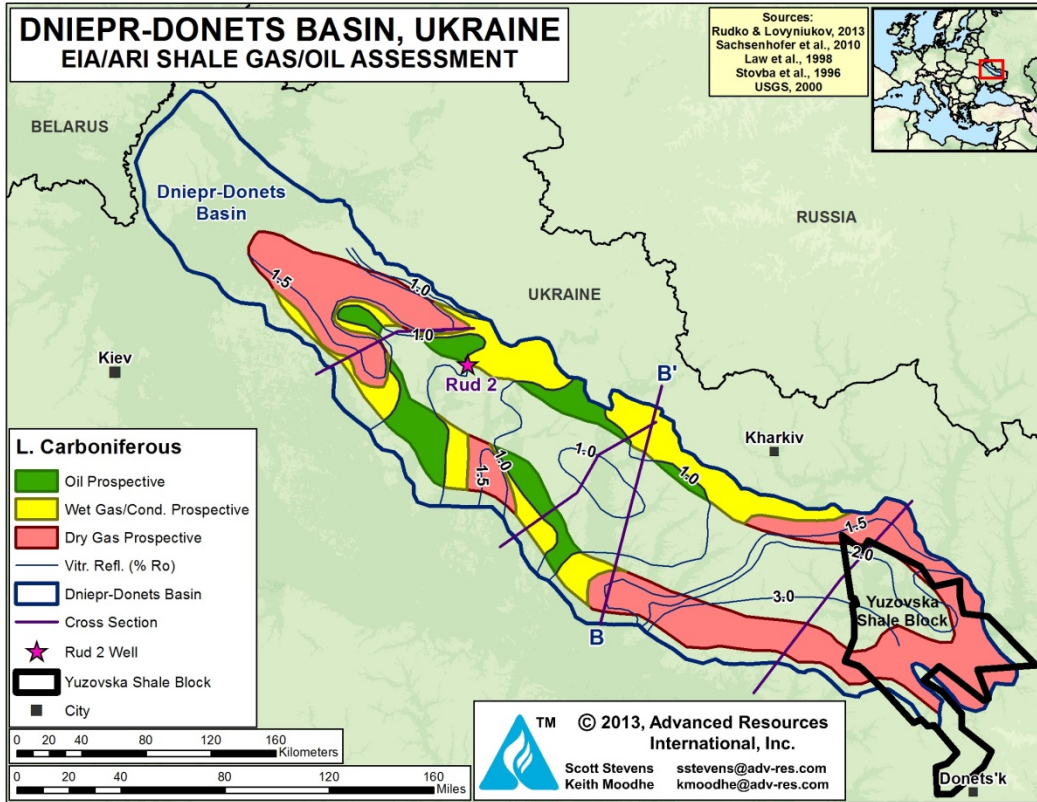 DNIEPR-DONETS BASIN, UKRAINE
EIA/ARI SHALE GAS/OIL ASSESSMENT
Sources:
Rudko & Lovyniukov, 2013
Sachsenhofer et al., 2010
Law et al., 1998
Stovba et al., 1996
USGS, 2000
BELARUS
Dniepr-Donets
Basin
RUSSIA
UKRAINE
1.5
1.0
1.0
Kiev
Rud 2
B'
Kharkiv
1.0
1.0
1.0
1.5
1.5
2.0
3.0
Yuzovska
Shale Block
B
Donets'k
L. Carboniferous
Oil Prospective
Wet Gas/Cond. Prospective
Dry Gas Prospective
Vitr. Refl. (% Ro)
Dniepr-Donets Basin
Cross Section
Rud 2 Well
Yuzovska Shale Block
City
0 20 40 80 120 160
Kilometers
0 20 40 80 120 160
Miles
TM
© 2013, Advanced Resources
International, Inc.
Scott Stevens sstevens@adv-res.com
Keith Moodhe kmoodhe@adv-res.com